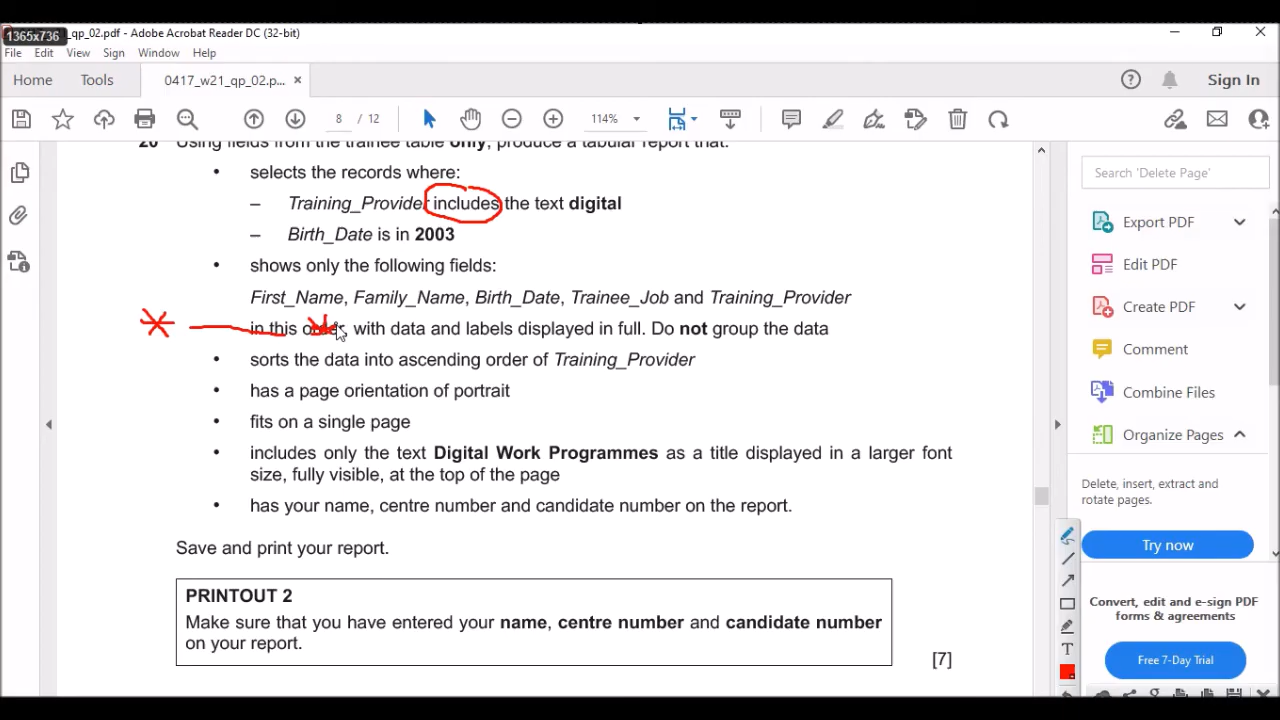 1365x736
_qp_02.pdf - Adobe Acrobat Reader DC (32-bit)
File Edit View Sign Window Help
Home Tools 0417_w21_qp_02.p... × Sign In
8 / 12 114%
20 Using fields from the trainee table only, produce a tabular report that:
• selects the records where:
– Training_Provider includes the text digital
– Birth_Date is in 2003
• shows only the following fields:
First_Name, Family_Name, Birth_Date, Trainee_Job and Training_Provider
in this order, with data and labels displayed in full. Do not group the data
• sorts the data into ascending order of Training_Provider
• has a page orientation of portrait
• fits on a single page
• includes only the text Digital Work Programmes as a title displayed in a larger font
size, fully visible, at the top of the page
• has your name, centre number and candidate number on the report.
Save and print your report.
PRINTOUT 2
Make sure that you have entered your name, centre number and candidate number
on your report.
[7]
Search 'Delete Page'
Export PDF
Edit PDF
Create PDF
Comment
Combine Files
Organize Pages
Delete, insert, extract and
rotate pages.
Try now
Convert, edit and e-sign PDF
forms & agreements
Free 7-Day Trial